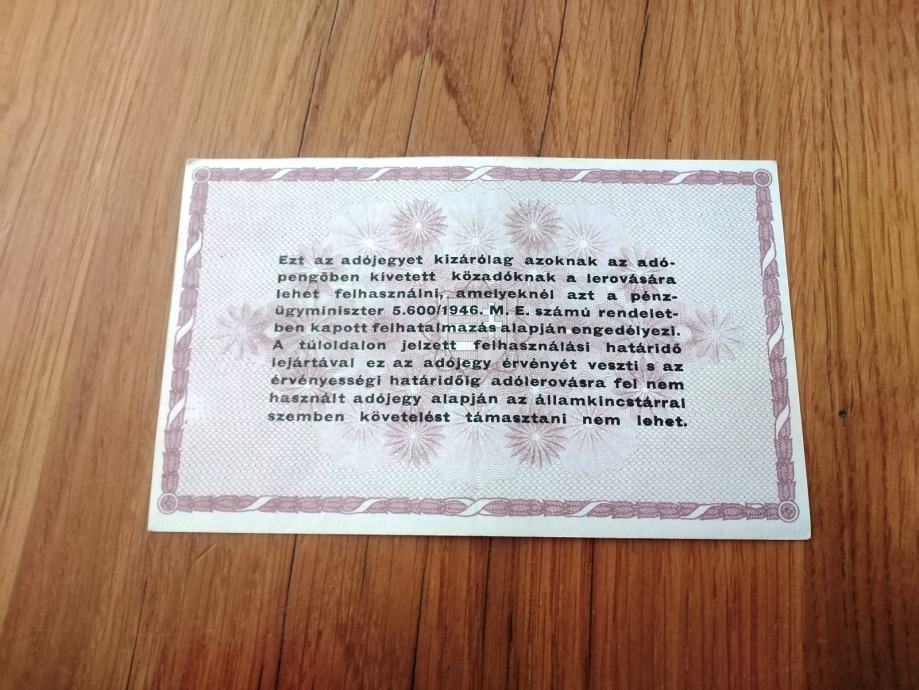 Ezt az adójegyet kizárólag azoknak az adó-
pengőben kivetett közadóknak a lerovására
lehet felhasználni, amelyeknél azt a pénz-
ügyminiszter 5.600/1946. M. E. számú rendelet-
ben kapott felhatalmazás alapján engedélyezi.
A túloldalon jelzett felhasználási határidő
lejártával ez az adójegy érvényét veszti s az
érvényességi határidőig adólerovásra fel nem
használt adójegy alapján az államkincstárral
szemben követelést támasztani nem lehet.